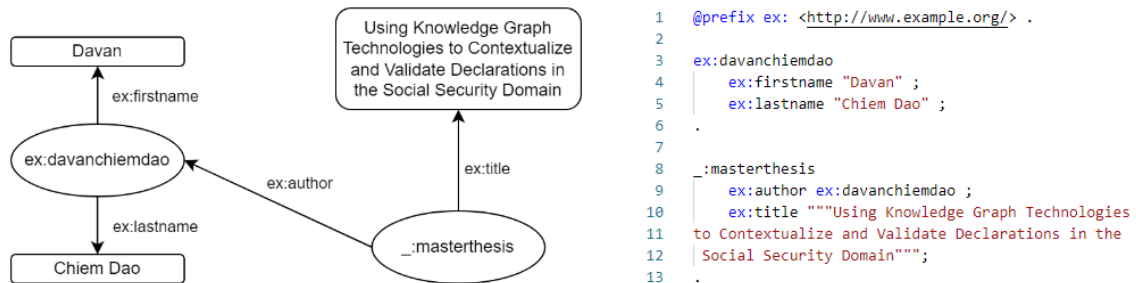 Davan
ex:firstname
ex:davanchiemdao
ex:lastname
Chiem Dao
ex:author
Using Knowledge Graph
Technologies to Contextualize
and Validate Declarations in
the Social Security Domain
ex:title
_:masterthesis
1 @prefix ex: <http://www.example.org/> .
2
3 ex:davanchiemdao
4 ex:firstname "Davan" ;
5 ex:lastname "Chiem Dao" ;
6 .
7
8 _:masterthesis
9 ex:author ex:davanchiemdao ;
10 ex:title """Using Knowledge Graph Technologies
11 to Contextualize and Validate Declarations in the
12 Social Security Domain""";
13 .